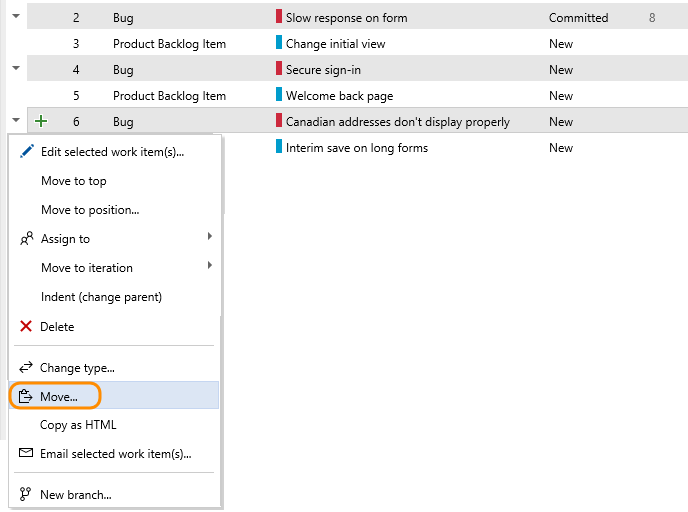 2 Bug Slow response on form Committed 8
3 Product Backlog Item Change initial view New
4 Bug Secure sign-in New
5 Product Backlog Item Welcome back page New
6 Bug Canadian addresses don't display properly New
Interim save on long forms New
Edit selected work item(s)...
Move to top
Move to position...
Assign to
Move to iteration
Indent (change parent)
Delete
Change type...
Move...
Copy as HTML
Email selected work item(s)...
New branch...